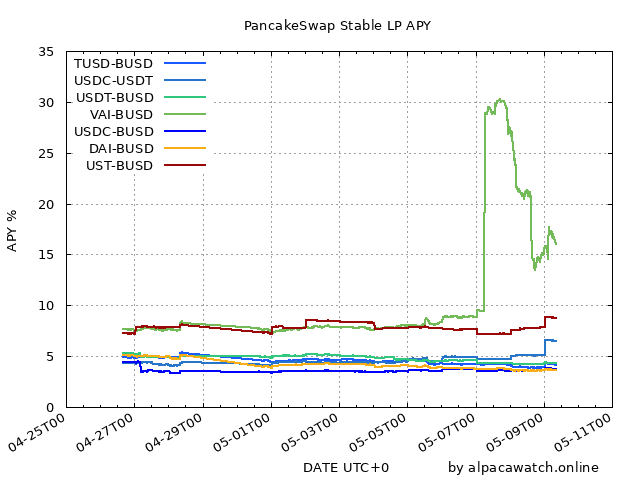 PancakeSwap Stable LP APY
35
30
25
20
15
10
5
0
APY %
TUSD-BUSD
USDC-USDT
USDT-BUSD
VAI-BUSD
USDC-BUSD
DAI-BUSD
UST-BUSD
04-25T00
04-27T00
04-29T00
05-01T00
05-03T00
05-05T00
05-07T00
05-09T00
05-11T00
DATE UTC+0
by alpacawatch.online